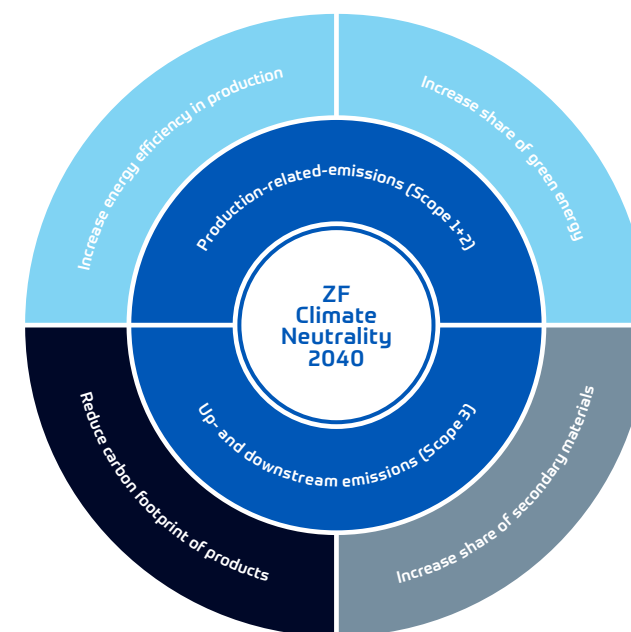 Increase energy efficiency in production
Increase share of green energy
Production-related-emissions (Scope 1+2)
ZF
Climate
Neutrality
2040
Up- and downstream emissions (Scope 3)
Reduce carbon footprint of products
Increase share of secondary materials